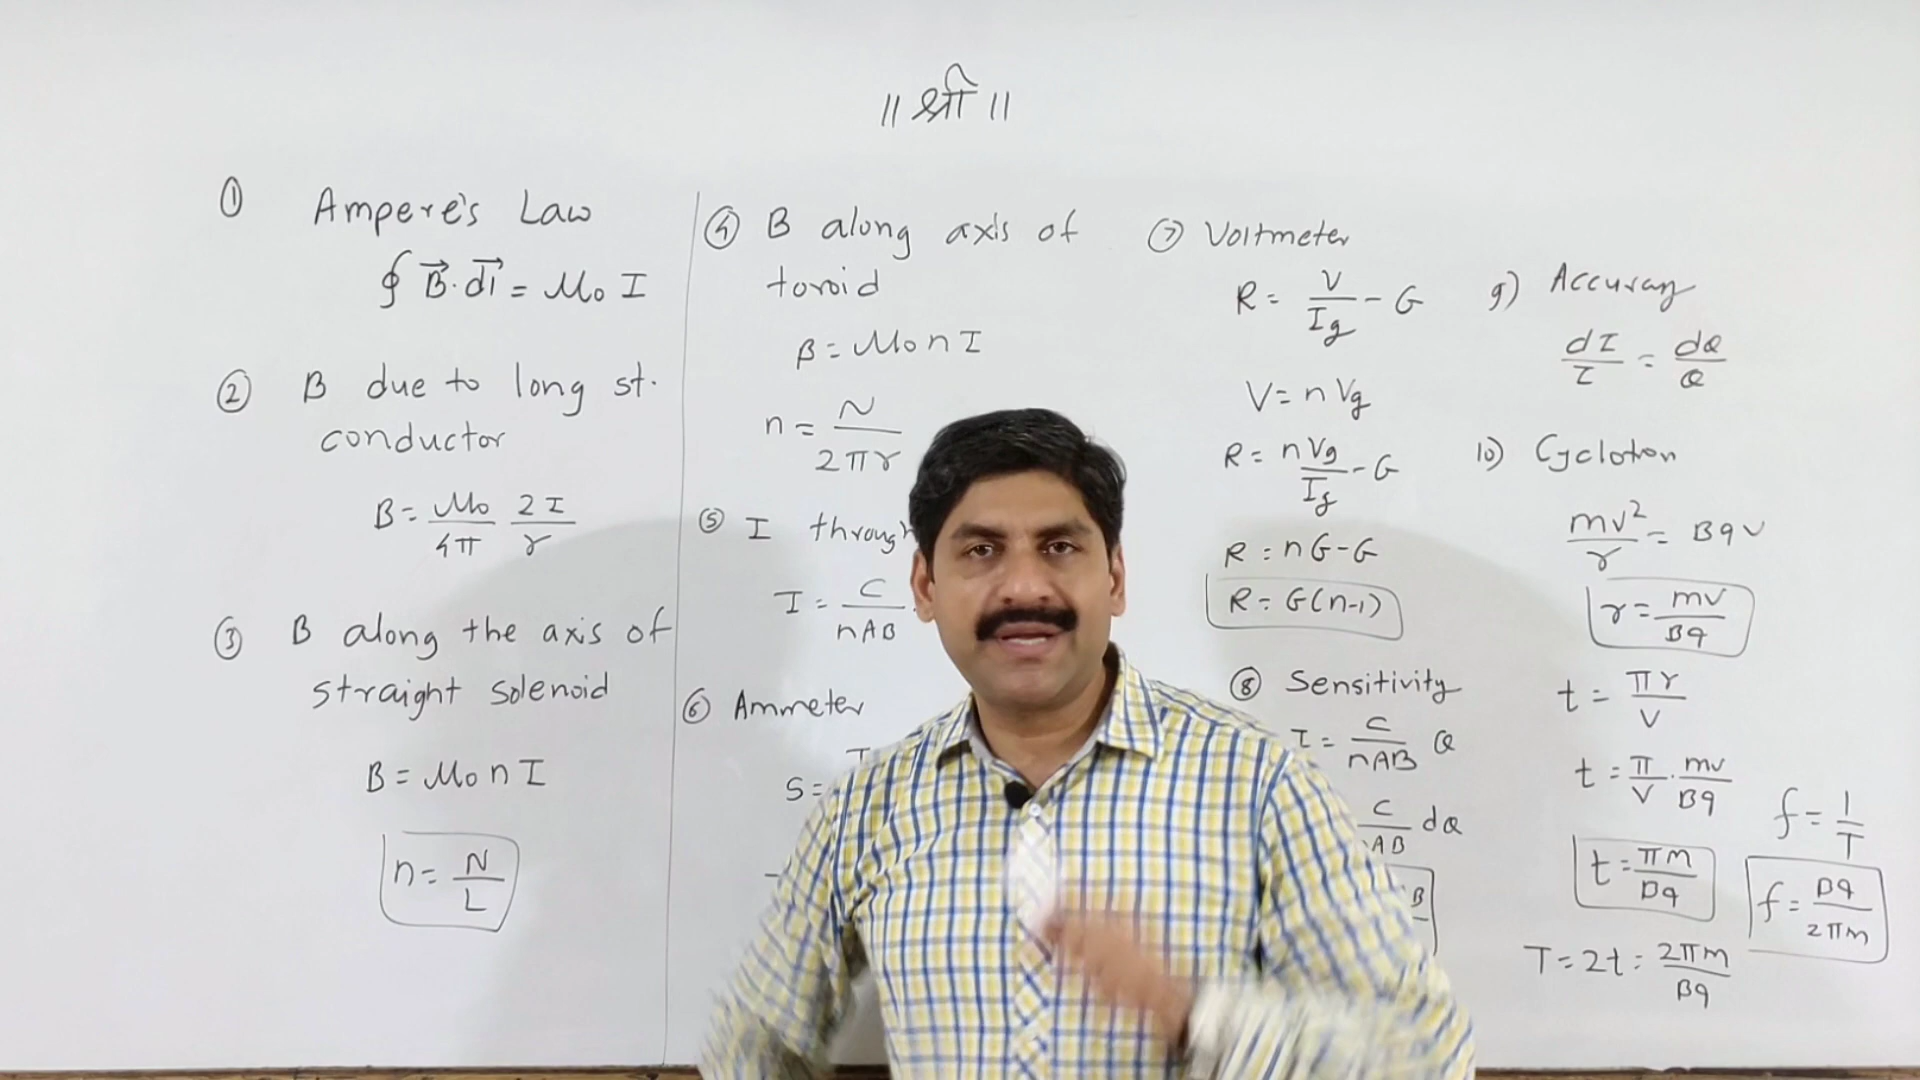 ॥ श्री ॥
① Ampere's Law
∮ B⃗·dl⃗ = μ₀ I
② B due to long st.
conductor
B = μ₀/4π 2I/r
③ B along the axis of
straight solenoid
B = μ₀ n I
n = N/L
④ B along axis of
toroid
B = μ₀ n I
n = N/2πr
⑤ I through
I = C/nAB
⑥ Ammeter
S =
⑦ Voltmeter
R = V/Ig - G
V = n Vg
R = nVg/Ig - G
R = nG - G
R = G(n-1)
⑧ Sensitivity
I = C/nAB θ
C/AB dθ
B
9) Accuracy
dI/I = dθ/θ
10) Cyclotron
mv²/r = Bqv
r = mv/Bq
t = πr/v
t = π/v · mv/Bq
t = πm/Bq
T = 2t = 2πm/Bq
f = 1/T
f = Bq/2πm